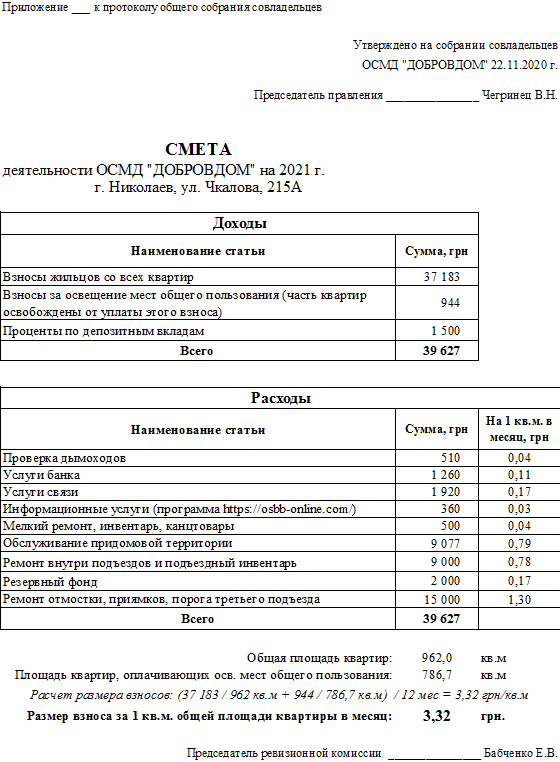 Приложение ___ к протоколу общего собрания совладельцев
Утверждено на собрании совладельцев
ОСМД "ДОБРОВДОМ" 22.11.2020 г.
Председатель правления _______________ Чегринец В.Н.
СМЕТА
деятельности ОСМД "ДОБРОВДОМ" на 2021 г.
г. Николаев, ул. Чкалова, 215А
Доходы
Наименование статьи Сумма, грн
Взносы жильцов со всех квартир 37 183
Взносы за освещение мест общего пользования (часть квартир
освобождены от уплаты этого взноса) 944
Проценты по депозитным вкладам 1 500
Всего 39 627
Расходы
Наименование статьи Сумма, грн На 1 кв.м. в
месяц, грн
Проверка дымоходов 510 0,04
Услуги банка 1 260 0,11
Услуги связи 1 920 0,17
Информационные услуги (программа https://osbb-online.com/) 360 0,03
Мелкий ремонт, инвентарь, канцтовары 500 0,04
Обслуживание придомовой территории 9 077 0,79
Ремонт внутри подъездов и подъездный инвентарь 9 000 0,78
Резервный фонд 2 000 0,17
Ремонт отмостки, приямков, порога третьего подъезда 15 000 1,30
Всего 39 627
Общая площадь квартир: 962,0 кв.м
Площадь квартир, оплачивающих осв. мест общего пользования: 786,7 кв.м
Расчет размера взносов: (37 183 / 962 кв.м + 944 / 786,7 кв.м) / 12 мес = 3,32 грн/кв.м
Размер взноса за 1 кв.м. общей площади квартиры в месяц: 3,32 грн.
Председатель ревизионной комиссии _______________ Бабченко Е.В.